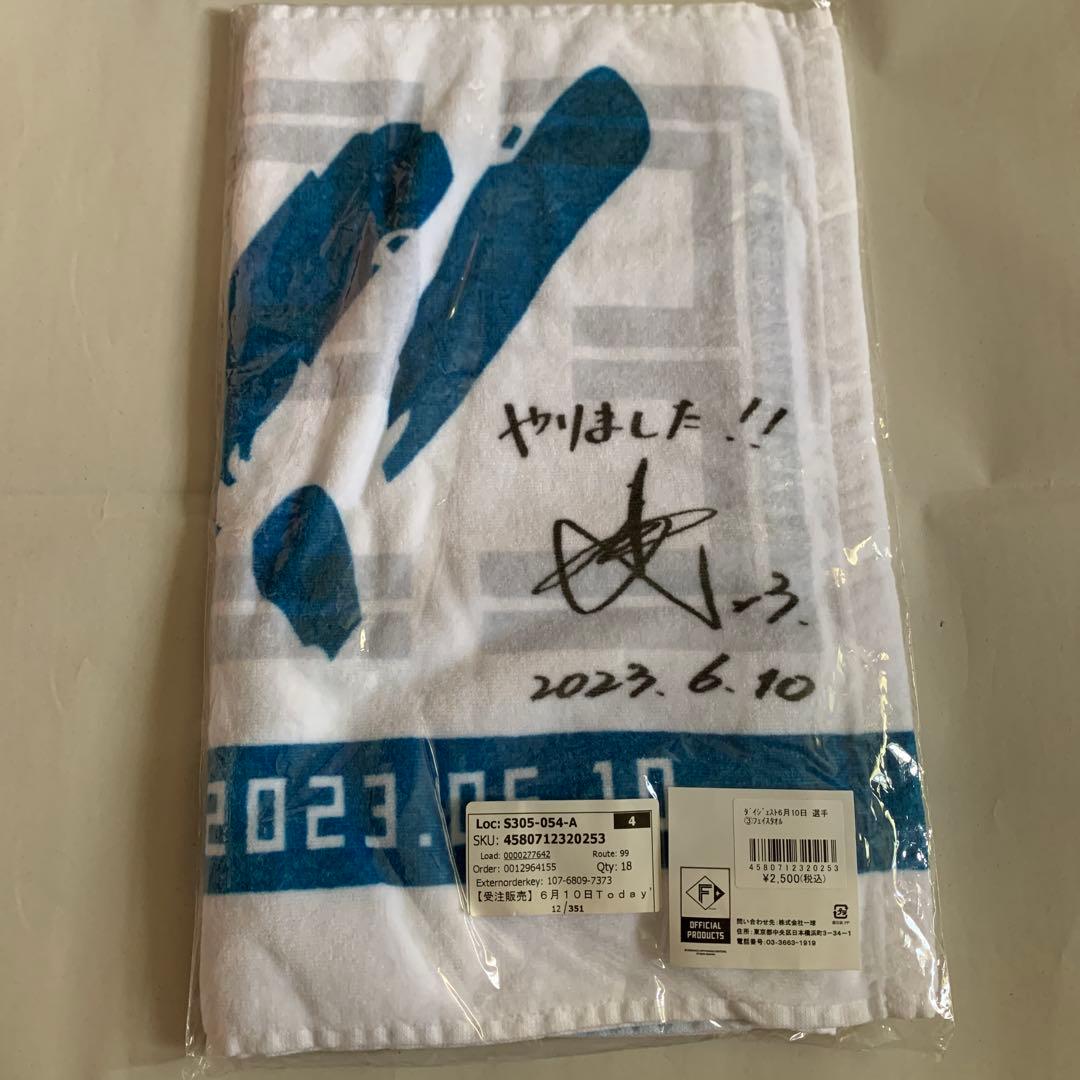 やりました!!
-3.
2023.6.10
2023.06.10
Loc: S305-054-A 4
SKU: 4580712320253
Load: 0000277642 Route: 99
Order: 0012964155 Qty: 18
Externorderkey: 107-6809-7373
【受注販売】6月10日Today'
12/351
ダイジェスト6月10日 選手
③フェイスタオル
4580712320253
¥2,500(税込)
F
OFFICIAL
PRODUCTS
プラ
問い合わせ先:株式会社一球
住所:東京都中央区日本橋浜町3-34-1
電話番号:03-3663-1919